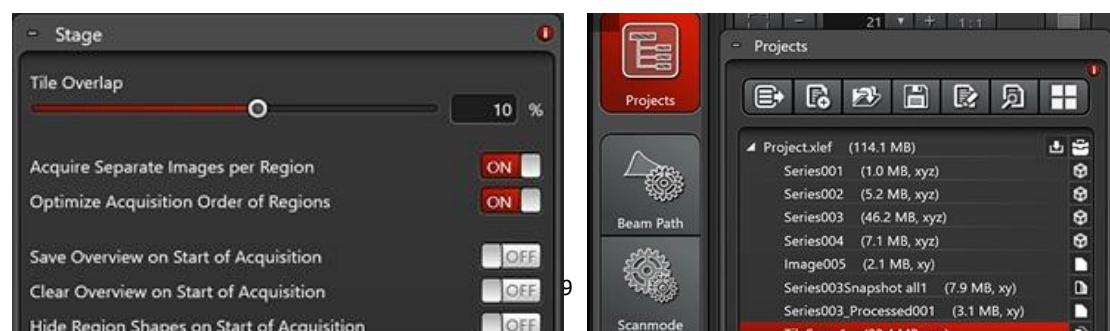 - Stage
Tile Overlap
10 %
Acquire Separate Images per Region ON
Optimize Acquisition Order of Regions ON
Save Overview on Start of Acquisition OFF
Clear Overview on Start of Acquisition OFF
Hide Region Shapes on Start of Acquisition OFF
9
Projects
Beam Path
Scanmode
- 21 + 1:1
- Projects
Project.xlef (114.1 MB)
Series001 (1.0 MB, xyz)
Series002 (5.2 MB, xyz)
Series003 (46.2 MB, xyz)
Series004 (7.1 MB, xyz)
Image005 (2.1 MB, xy)
Series003Snapshot all1 (7.9 MB, xy)
Series003_Processed001 (3.1 MB, xy)